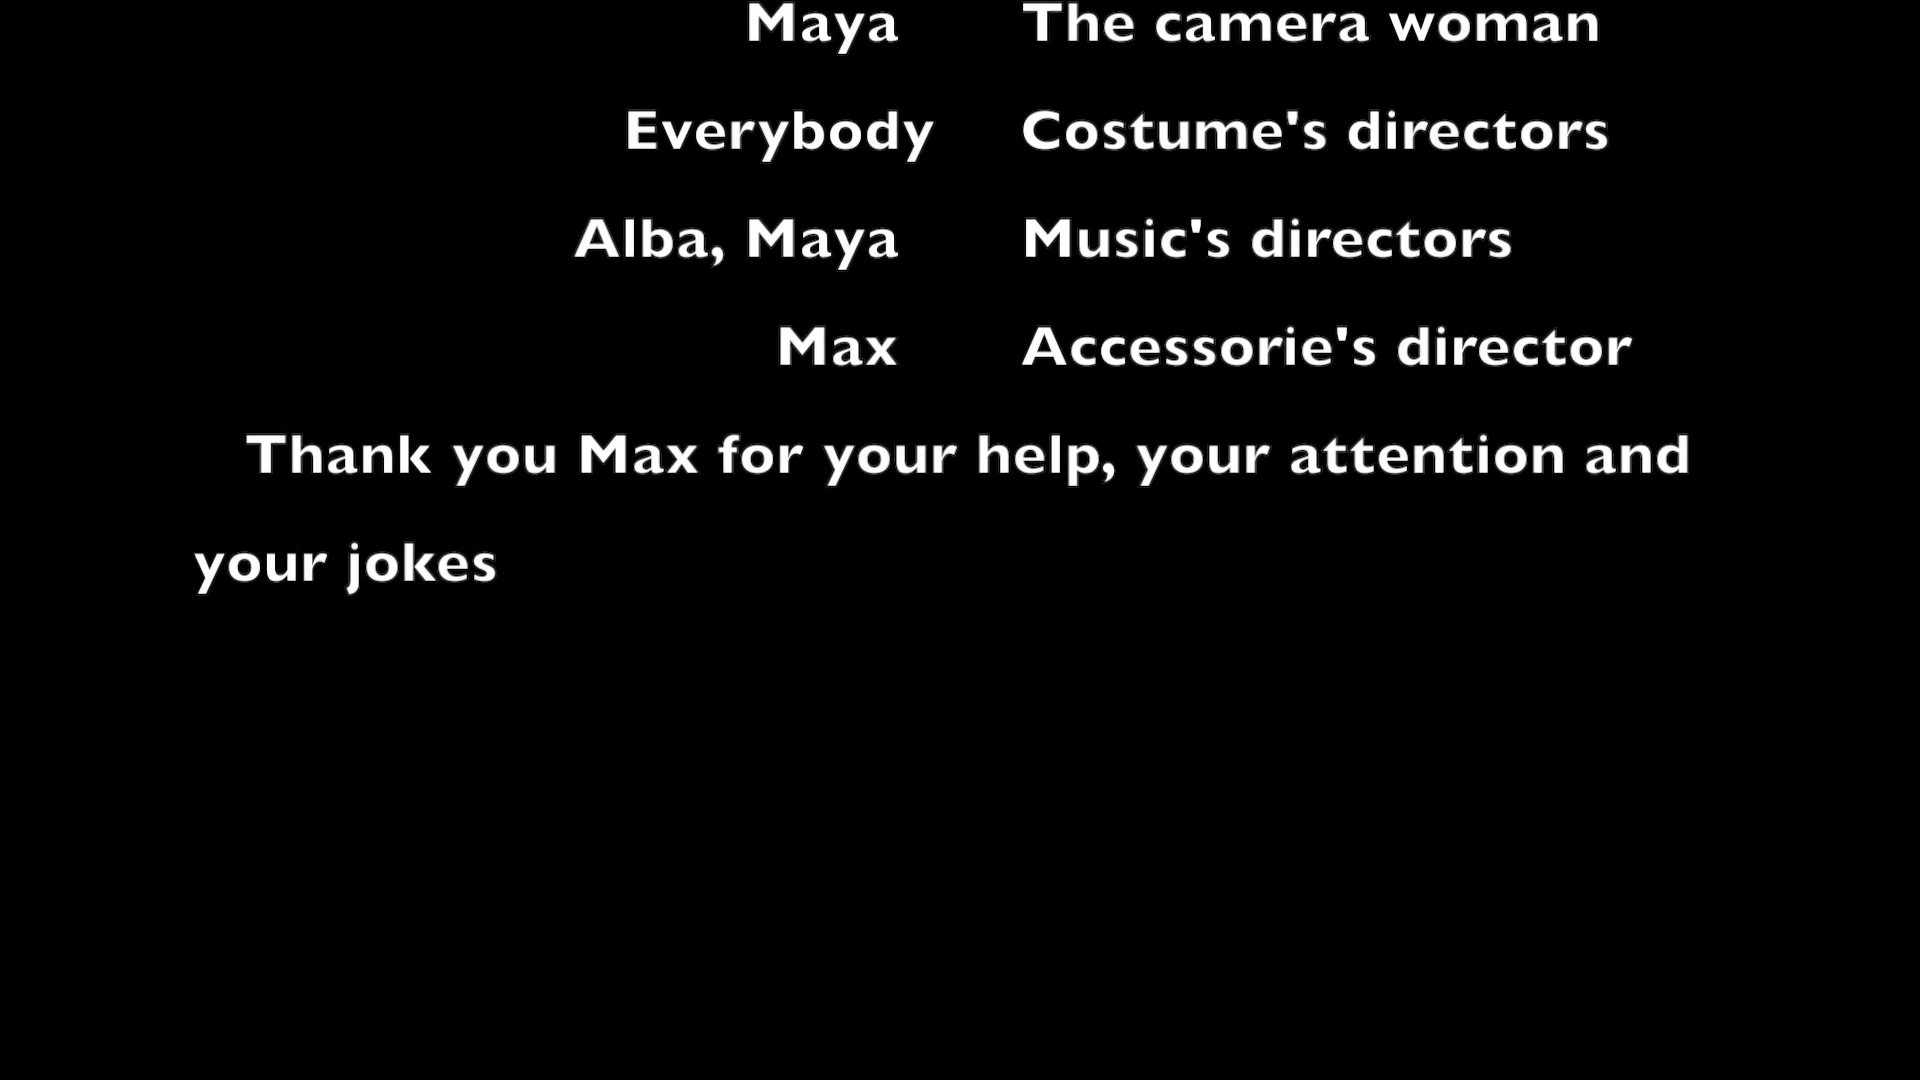 Maya The camera woman
Everybody Costume's directors
Alba, Maya Music's directors
Max Accessorie's director
Thank you Max for your help, your attention and
your jokes